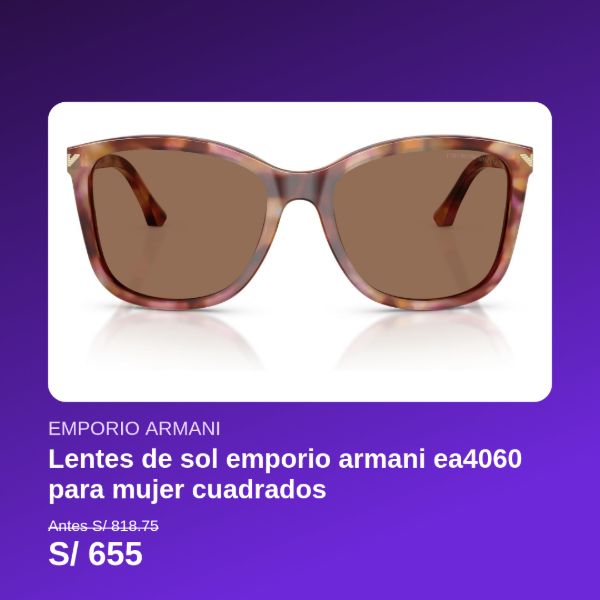 EMPORIO ARMANI
Lentes de sol emporio armani ea4060
para mujer cuadrados
Antes S/ 818.75
S/ 655